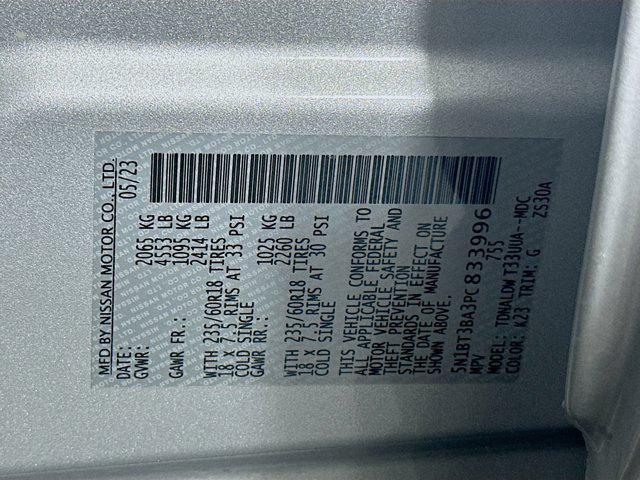 MFD BY NISSAN MOTOR CO., LTD.
DATE: 05/23
GVWR: 2065 KG
4553 LB
GAWR FR.: 1095 KG
2414 LB
WITH 235/60R18 TIRES
18 X 7.5 RIMS AT 33 PSI
COLD SINGLE
GAWR RR.: 1025 KG
2260 LB
WITH 235/60R18 TIRES
18 X 7.5 RIMS AT 30 PSI
COLD SINGLE
THIS VEHICLE CONFORMS TO
ALL APPLICABLE FEDERAL
MOTOR VEHICLE SAFETY AND
THEFT PREVENTION
STANDARDS IN EFFECT ON
THE DATE OF MANUFACTURE
SHOWN ABOVE.
5N1BT3BA3PC833996
MPV 755
MODEL: TDNALDW T33UUA--MDC
COLOR: K23 TRIM: G ZS30A